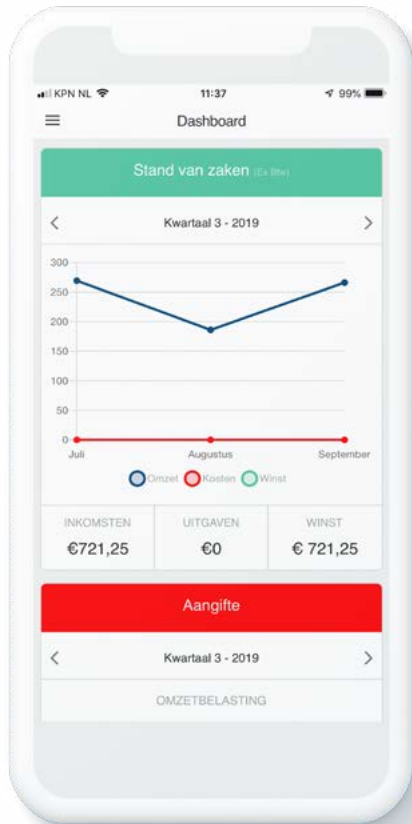 KPN NL 11:37 99%
Dashboard
Stand van zaken (Ex Btw)
Kwartaal 3 - 2019
300
250
200
150
100
50
0
Juli Augustus September
Omzet Kosten Winst
INKOMSTEN UITGAVEN WINST
€721,25 €0 € 721,25
Aangifte
Kwartaal 3 - 2019
OMZETBELASTING